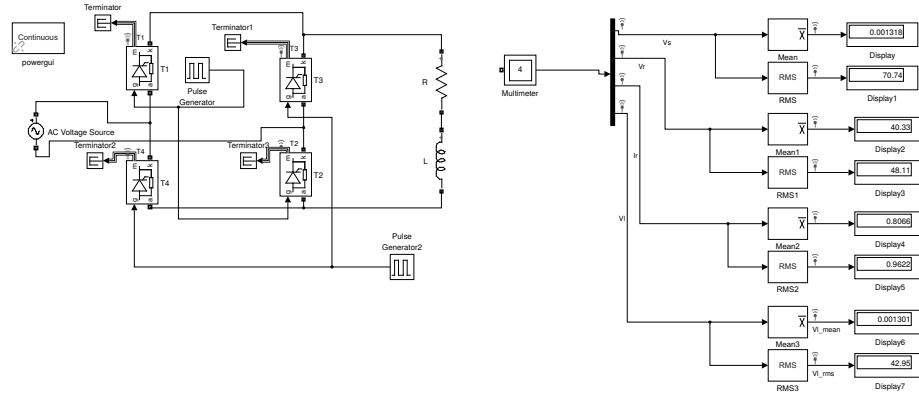 Continuous
powergui
Terminator
T1
E
k
g
a
T1
Terminator1
T3
E
k
g
a
T3
Pulse
Generator
R
L
AC Voltage Source
Terminator2
T4
E
k
g
a
T4
Terminator3
T2
E
k
g
a
T2
Pulse
Generator2
4
Multimeter
Vs
Vr
Ir
Vl
X
Mean
0.001318
Display
RMS
RMS
70.74
Display1
X
Mean1
40.33
Display2
RMS
RMS1
48.11
Display3
X
Mean2
0.8066
Display4
RMS
RMS2
0.9622
Display5
X
Mean3
Vl_mean
0.001301
Display6
RMS
RMS3
Vl_rms
42.95
Display7